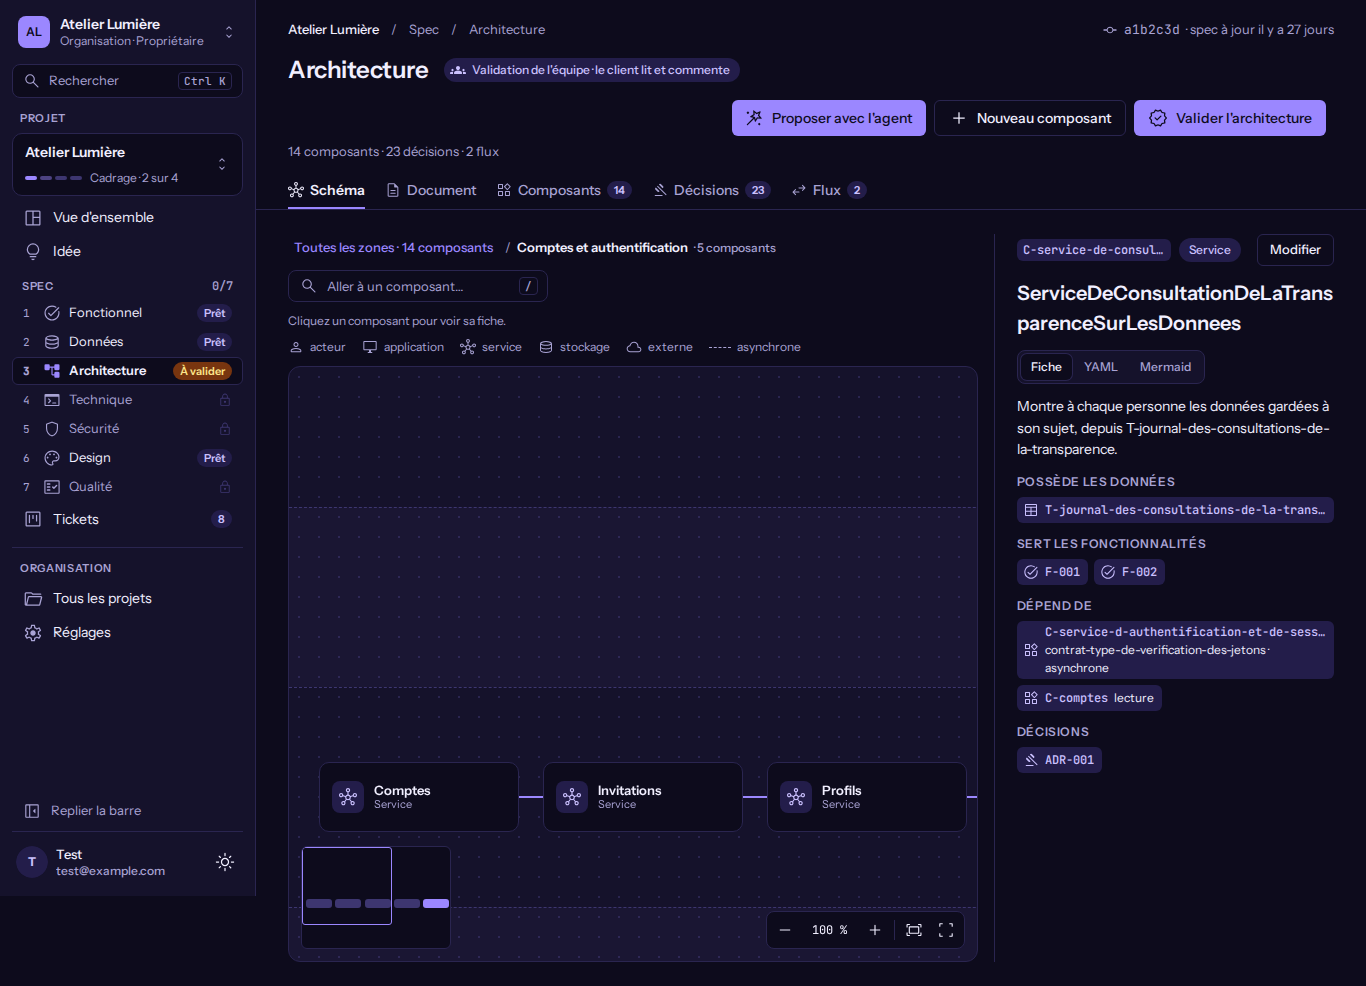 AL
Atelier Lumière
Organisation · Propriétaire
Rechercher
Ctrl K
PROJET
Atelier Lumière
Cadrage · 2 sur 4
Vue d'ensemble
Idée
SPEC 0/7
1 Fonctionnel Prêt
2 Données Prêt
3 Architecture À valider
4 Technique
5 Sécurité
6 Design Prêt
7 Qualité
Tickets 8
ORGANISATION
Tous les projets
Réglages
Replier la barre
T
Test
test@example.com
Atelier Lumière / Spec / Architecture
a1b2c3d · spec à jour il y a 27 jours
Architecture
Validation de l'équipe · le client lit et commente
Proposer avec l'agent
Nouveau composant
Valider l'architecture
14 composants · 23 décisions · 2 flux
Schéma
Document
Composants 14
Décisions 23
Flux 2
Toutes les zones · 14 composants / Comptes et authentification · 5 composants
Aller à un composant… /
Cliquez un composant pour voir sa fiche.
acteur
application
service
stockage
externe
asynchrone
Comptes
Service
Invitations
Service
Profils
Service
100 %
C-service-de-consul…
Service
Modifier
ServiceDeConsultationDeLaTrans
parenceSurLesDonnees
Fiche
YAML
Mermaid
Montre à chaque personne les données gardées à
son sujet, depuis T-journal-des-consultations-de-
la-transparence.
POSSÈDE LES DONNÉES
T-journal-des-consultations-de-la-trans…
SERT LES FONCTIONNALITÉS
F-001
F-002
DÉPEND DE
C-service-d-authentification-et-de-sess…
contrat-type-de-verification-des-jetons ·
asynchrone
C-comptes lecture
DÉCISIONS
ADR-001